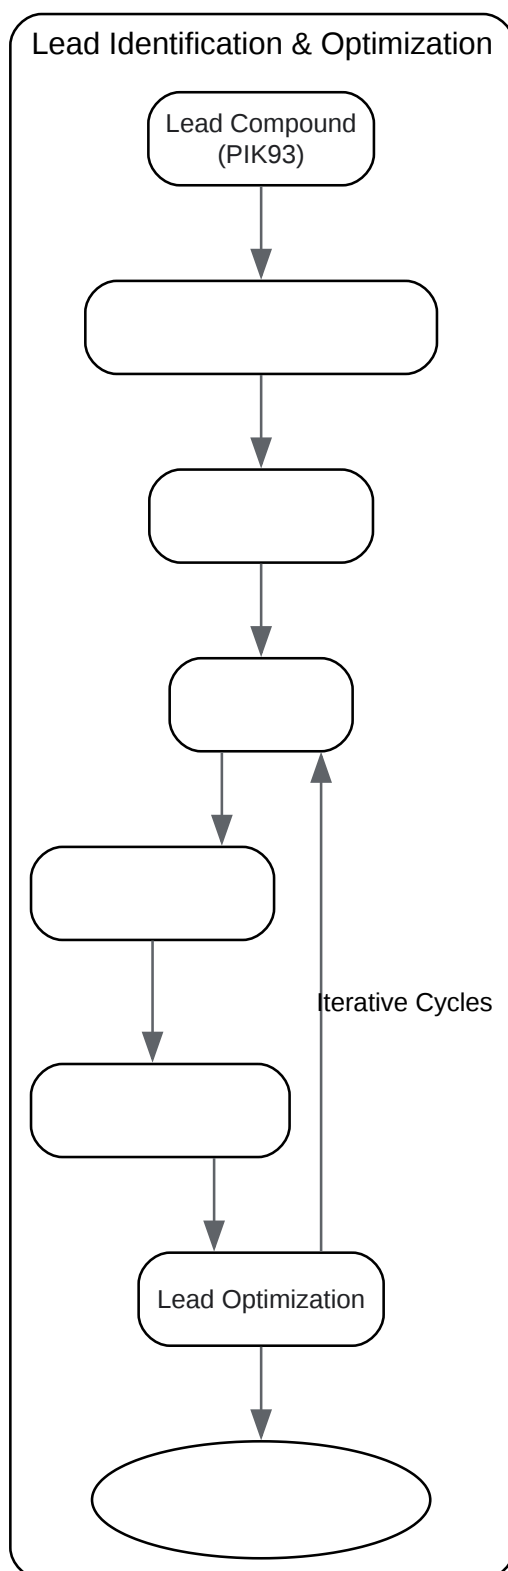 Lead Identification & Optimization
Lead Compound
(PIK93)
Iterative Cycles
Lead Optimization